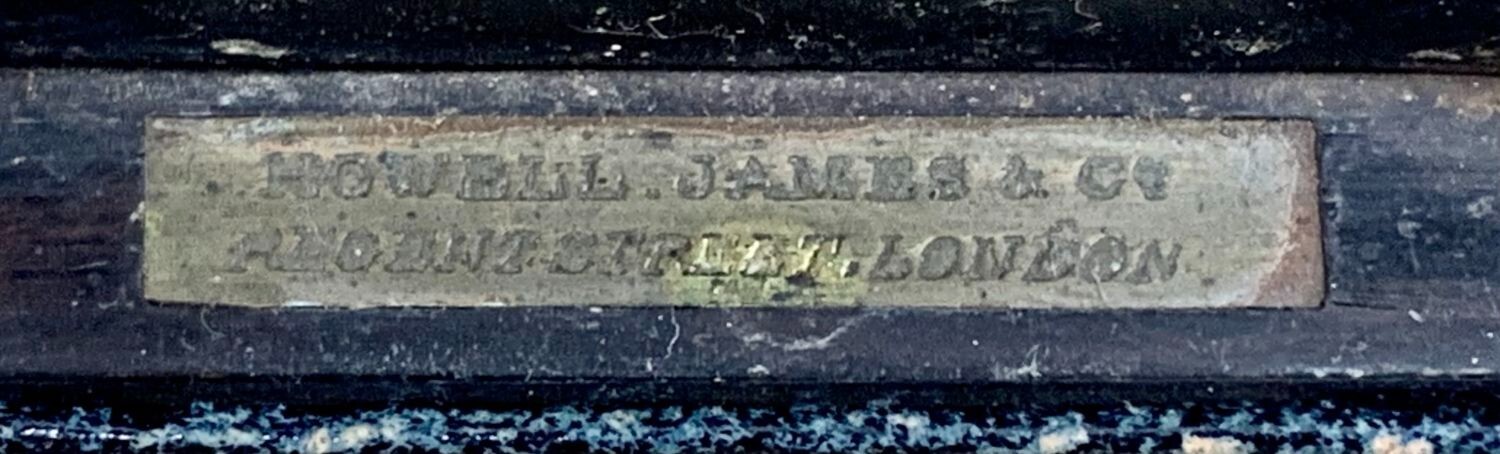 HOWELL. JAMES & Co
REGENT STREET. LONDON